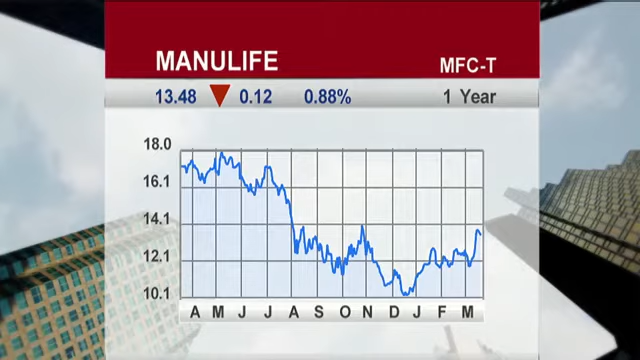 MANULIFE MFC-T
13.48 0.12 0.88% 1 Year
18.0
16.1
14.1
12.1
10.1
A M J J A S O N D J F M